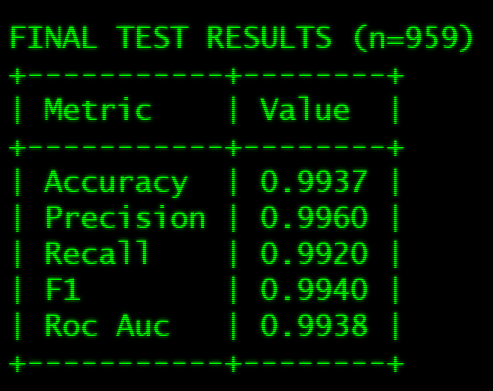 FINAL TEST RESULTS (n=959)
+-----------+--------+
| Metric    | Value  |
+-----------+--------+
| Accuracy  | 0.9937 |
| Precision | 0.9960 |
| Recall    | 0.9920 |
| F1        | 0.9940 |
| Roc Auc   | 0.9938 |
+-----------+--------+